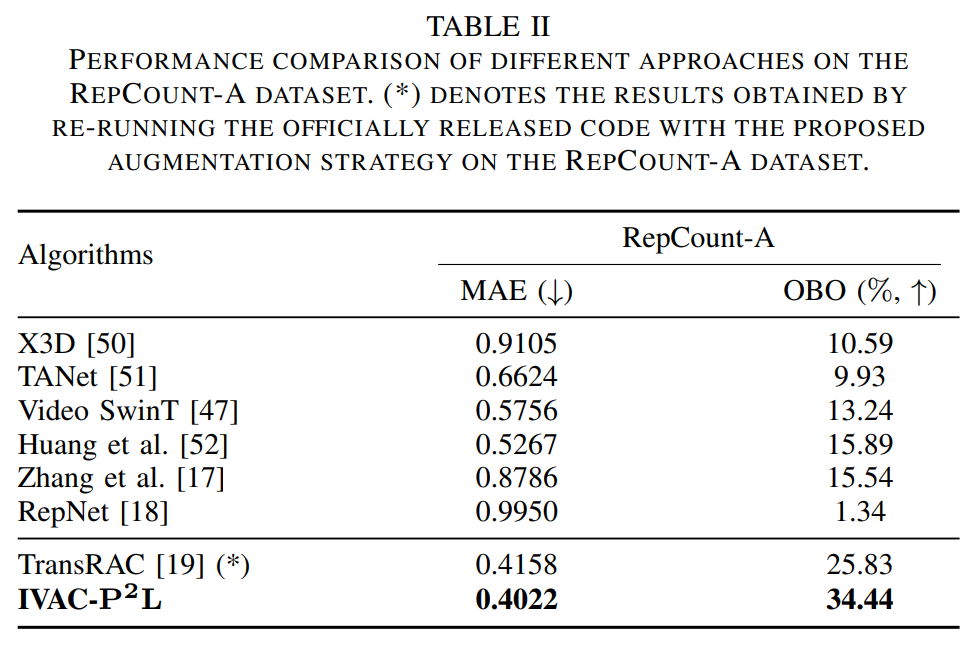 TABLE II
PERFORMANCE COMPARISON OF DIFFERENT APPROACHES ON THE
REPCOUNT-A DATASET. (*) DENOTES THE RESULTS OBTAINED BY
RE-RUNNING THE OFFICIALLY RELEASED CODE WITH THE PROPOSED
AUGMENTATION STRATEGY ON THE REPCOUNT-A DATASET.
Algorithms RepCount-A
MAE (↓) OBO (%, ↑)
X3D [50] 0.9105 10.59
TANet [51] 0.6624 9.93
Video SwinT [47] 0.5756 13.24
Huang et al. [52] 0.5267 15.89
Zhang et al. [17] 0.8786 15.54
RepNet [18] 0.9950 1.34
TransRAC [19] (*) 0.4158 25.83
IVAC-P²L 0.4022 34.44